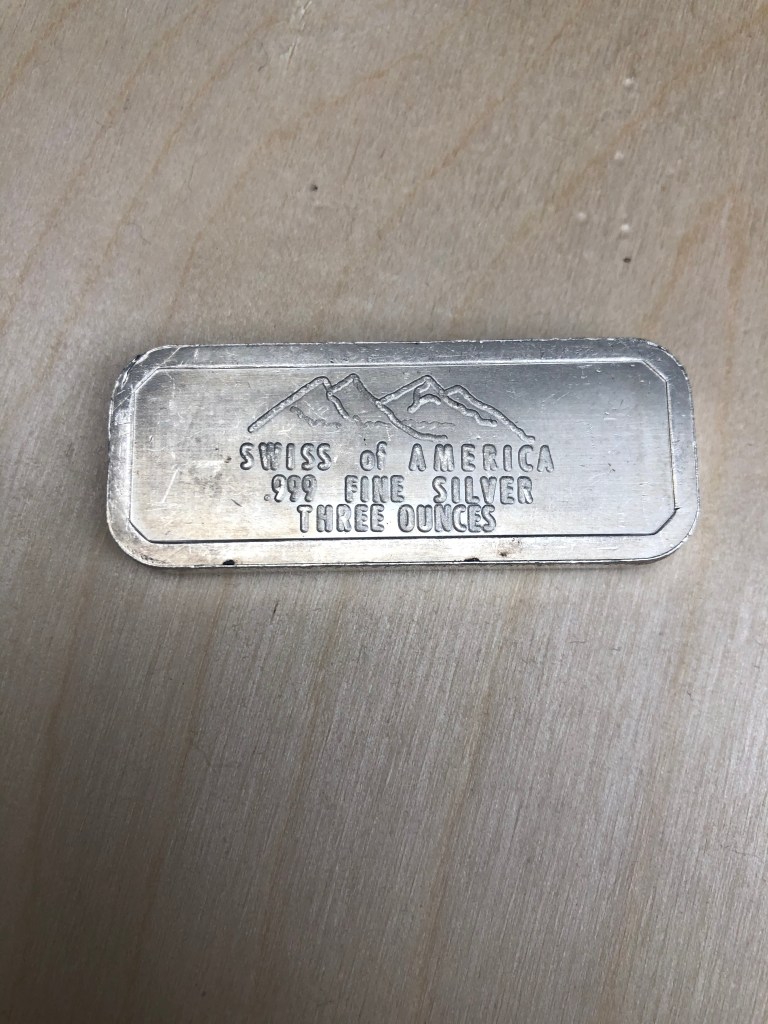 SWISS of AMERICA
.999 FINE SILVER
THREE OUNCES